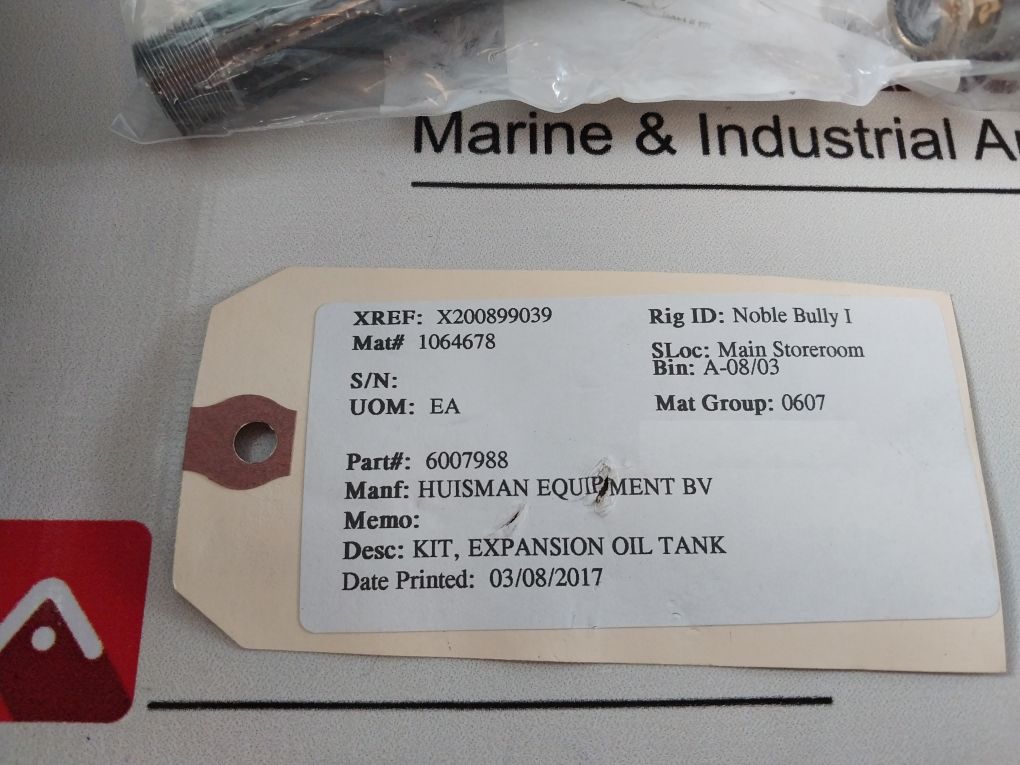 Marine & Industrial
XREF: X200899039
Mat# 1064678
S/N:
UOM: EA
Rig ID: Noble Bully I
SLoc: Main Storeroom
Bin: A-08/03
Mat Group: 0607
Part#: 6007988
Manf: HUISMAN EQUIPMENT BV
Memo:
Desc: KIT, EXPANSION OIL TANK
Date Printed: 03/08/2017